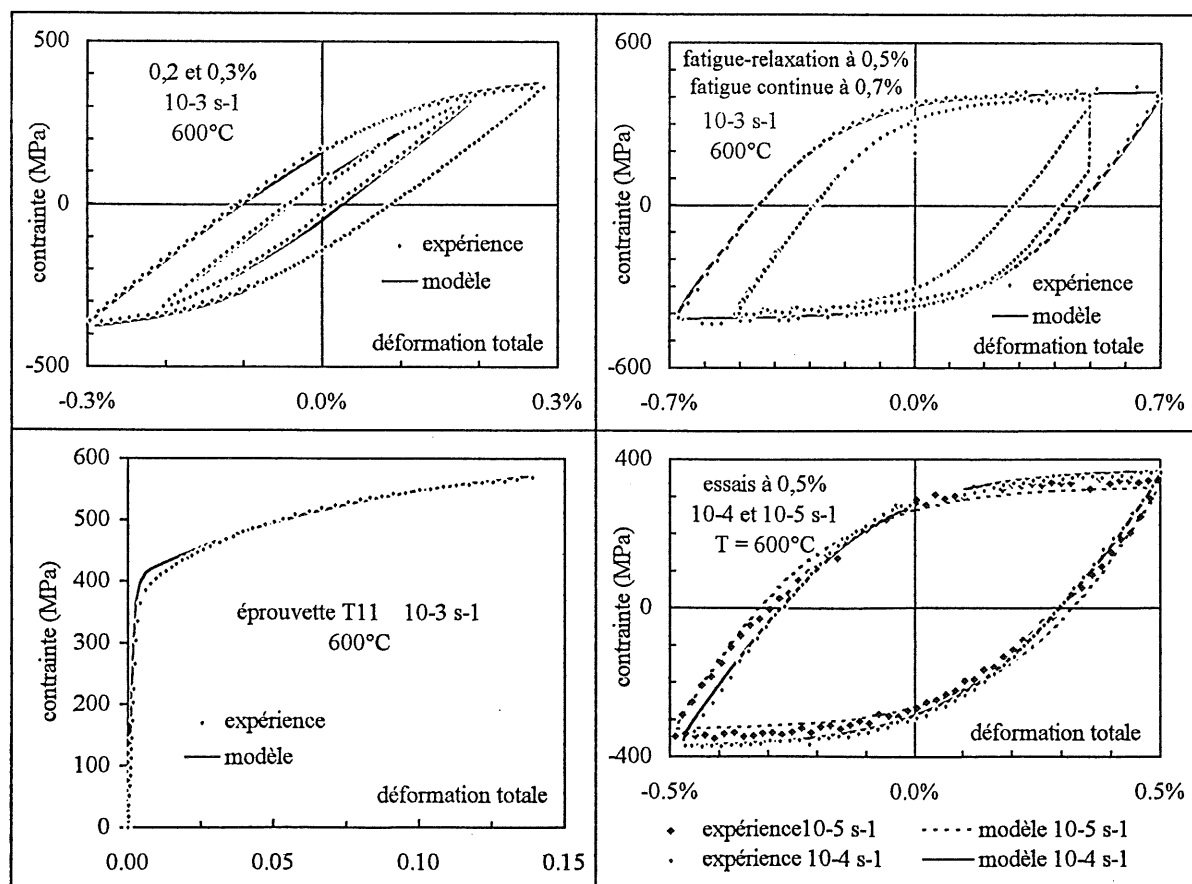 500
0,2 et 0,3%
10-3 s-1
600°C
contrainte (MPa)
0
expérience
modèle
déformation totale
-500
-0.3%
0.0%
0.3%
600
fatigue-relaxation à 0,5%
fatigue continue à 0,7%
10-3 s-1
600°C
contrainte (MPa)
0
expérience
modèle
déformation totale
-600
-0.7%
0.0%
0.7%
600
500
400
300
200
100
0
contrainte (MPa)
éprouvette T11 10-3 s-1
600°C
expérience
modèle
déformation totale
0.00
0.05
0.10
0.15
400
essais à 0,5%
10-4 et 10-5 s-1
T = 600°C
contrainte (MPa)
0
déformation totale
-400
-0.5%
0.0%
0.5%
expérience10-5 s-1
modèle 10-5 s-1
expérience 10-4 s-1
modèle 10-4 s-1